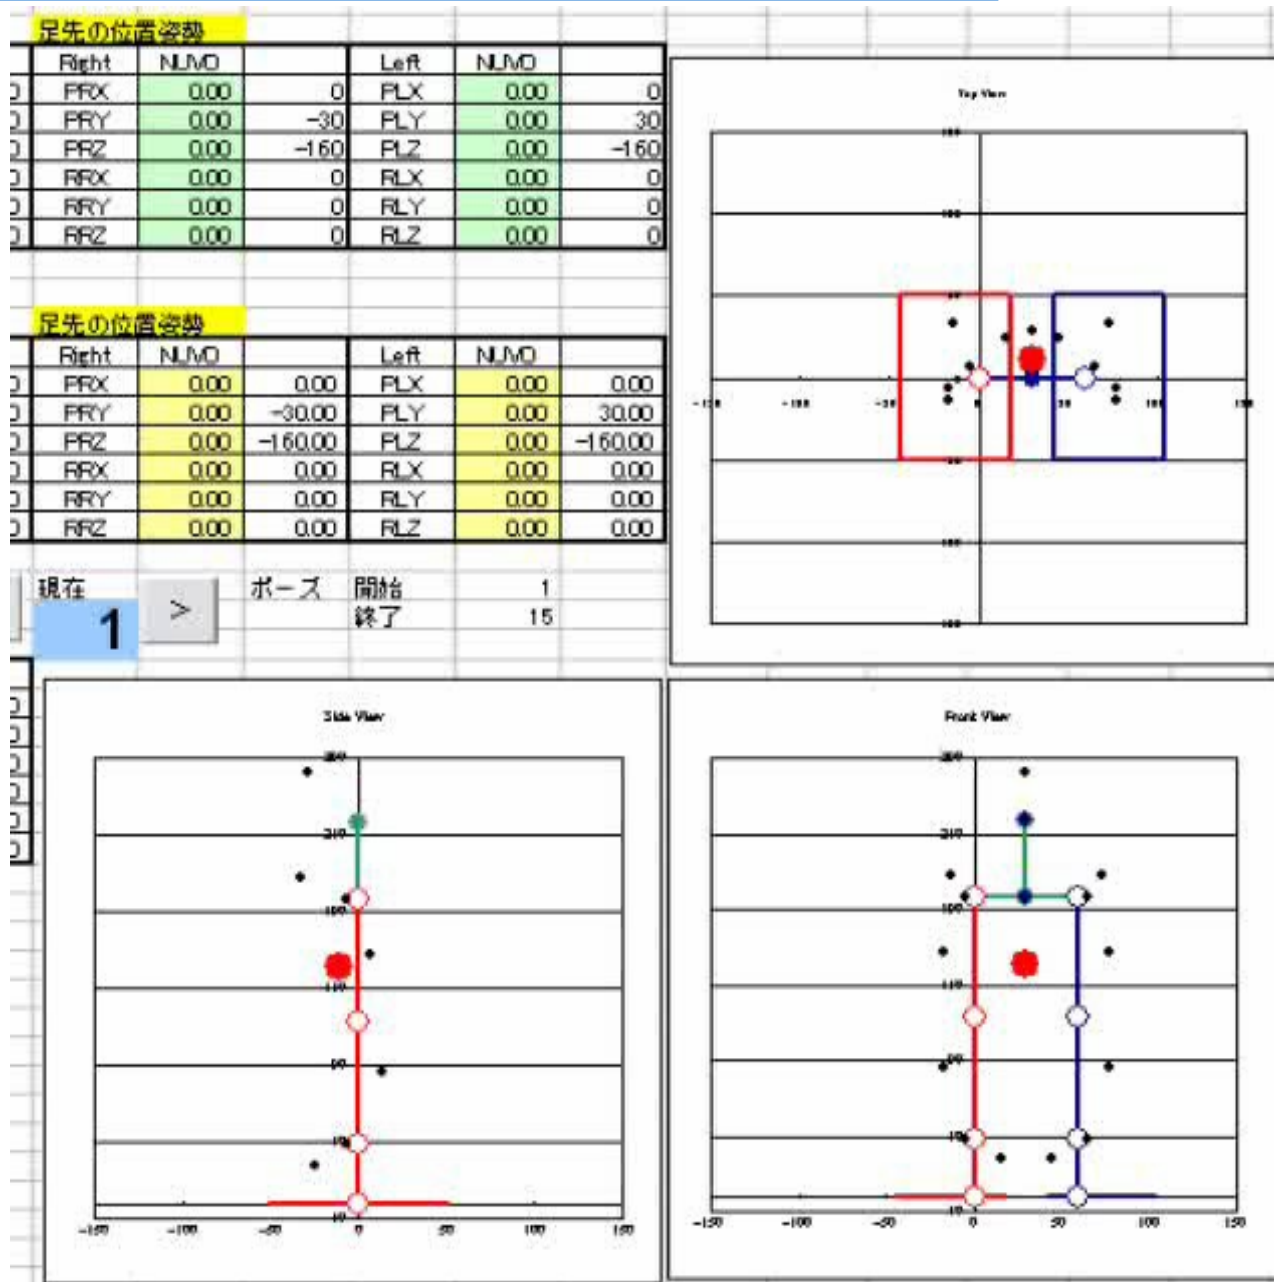 足先の位置姿勢
Right NUVO Left NUVO
PRX 0.00 0 PLX 0.00 0
PRY 0.00 -30 PLY 0.00 30
PRZ 0.00 -160 PLZ 0.00 -160
RRX 0.00 0 RLX 0.00 0
RRY 0.00 0 RLY 0.00 0
RRZ 0.00 0 RLZ 0.00 0
足先の位置姿勢
Right NUVO Left NUVO
PRX 0.00 0.00 PLX 0.00 0.00
PRY 0.00 -30.00 PLY 0.00 30.00
PRZ 0.00 -160.00 PLZ 0.00 -160.00
RRX 0.00 0.00 RLX 0.00 0.00
RRY 0.00 0.00 RLY 0.00 0.00
RRZ 0.00 0.00 RLZ 0.00 0.00
現在 ポーズ 開始 1
1 > 終了 15
Top View
Side View
-150 -100 -50 0 50 100 150
Front View
-150 -100 -50 0 50 100 150